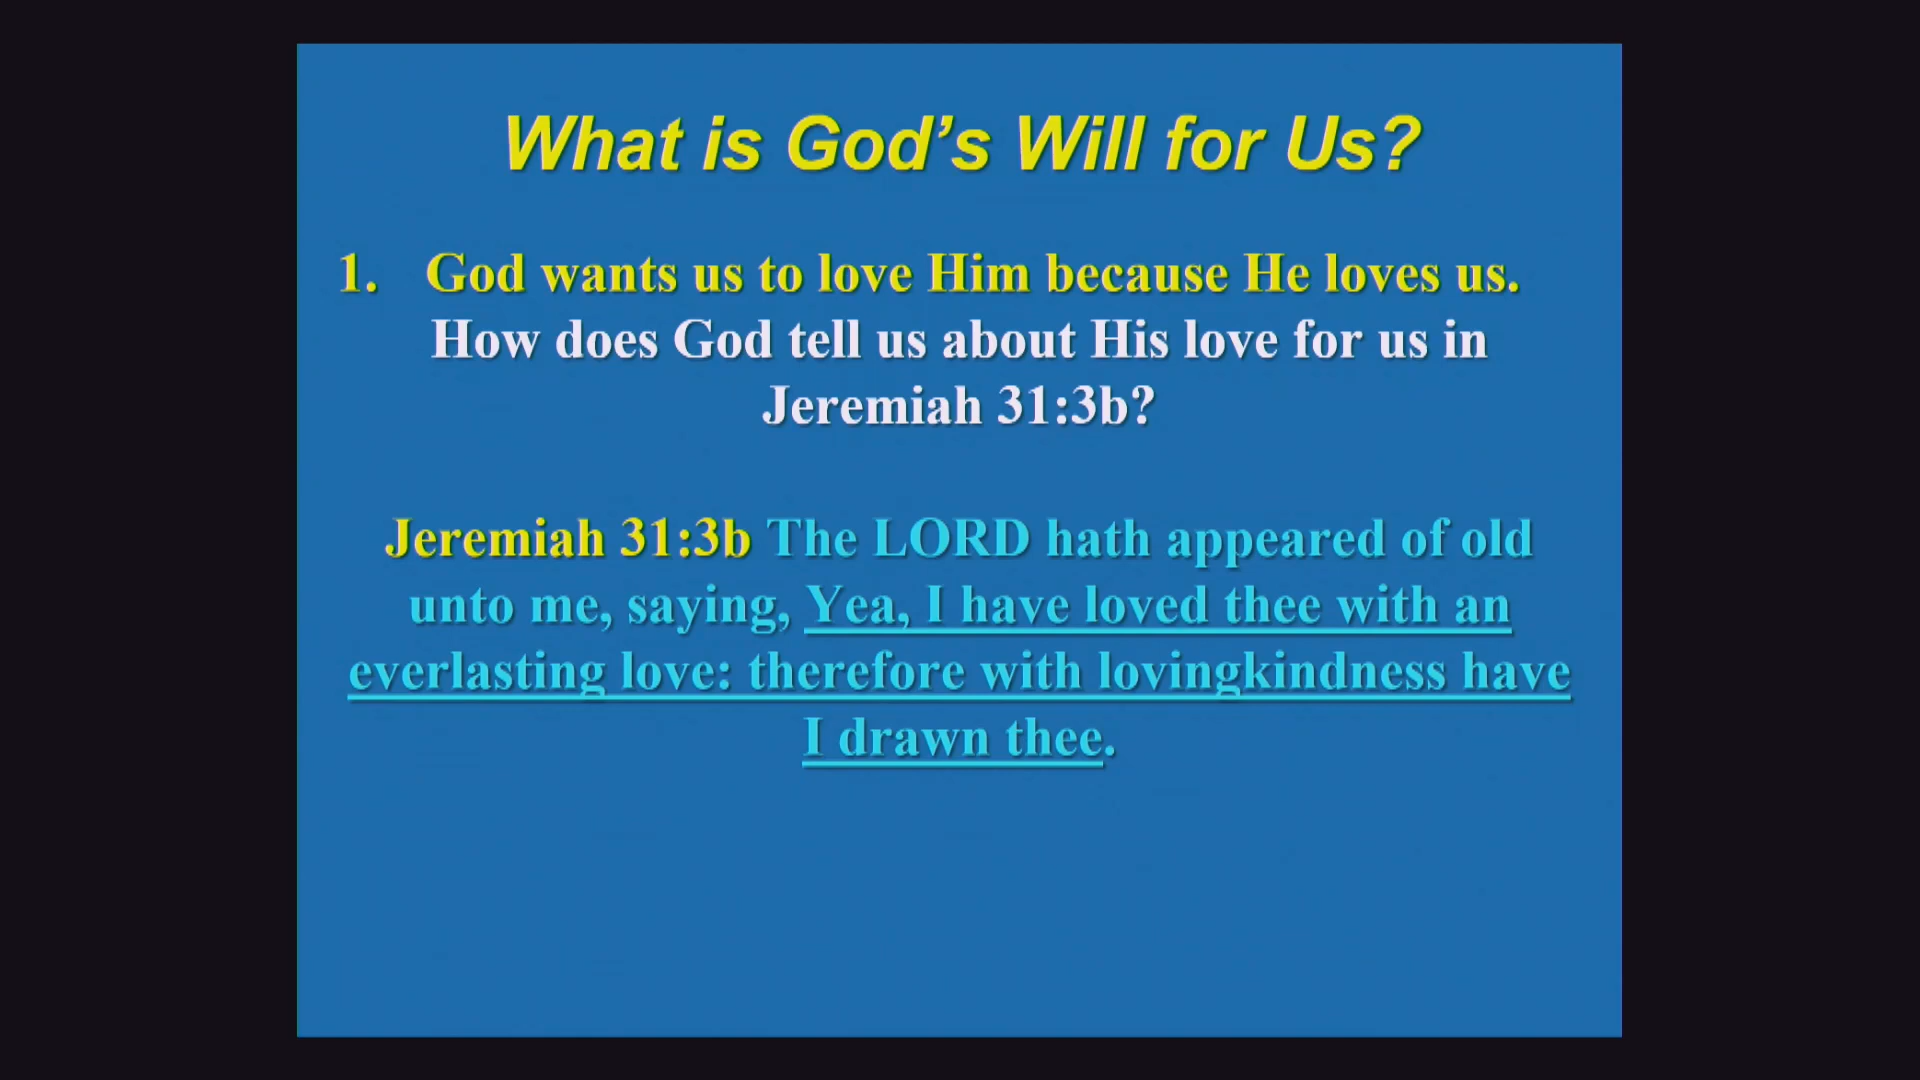 What is God’s Will for Us?
1. God wants us to love Him because He loves us.
How does God tell us about His love for us in
Jeremiah 31:3b?
Jeremiah 31:3b The LORD hath appeared of old
unto me, saying, Yea, I have loved thee with an
everlasting love: therefore with lovingkindness have
I drawn thee.